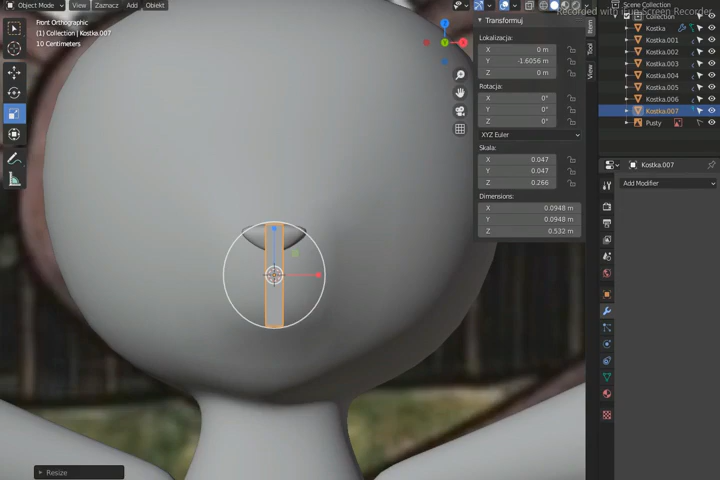 Object Mode View Zaznacz Add Obiekt
Recorded with iTop Screen Recorder
Scene Collection
Front Orthographic
(1) Collection | Kostka.007
10 Centimeters
Transformuj
Lokalizacja:
X 0 m
Y -1.6056 m
Z 0 m
Rotacja:
X 0°
Y 0°
Z 0°
XYZ Euler
Skala:
X 0.047
Y 0.047
Z 0.266
Dimensions:
X 0.0948 m
Y 0.0948 m
Z 0.532 m
Item
Tool
View
Collection
Kostka
Kostka.001
Kostka.002
Kostka.003
Kostka.004
Kostka.005
Kostka.006
Kostka.007
Pusty
Kostka.007
Add Modifier
Resize